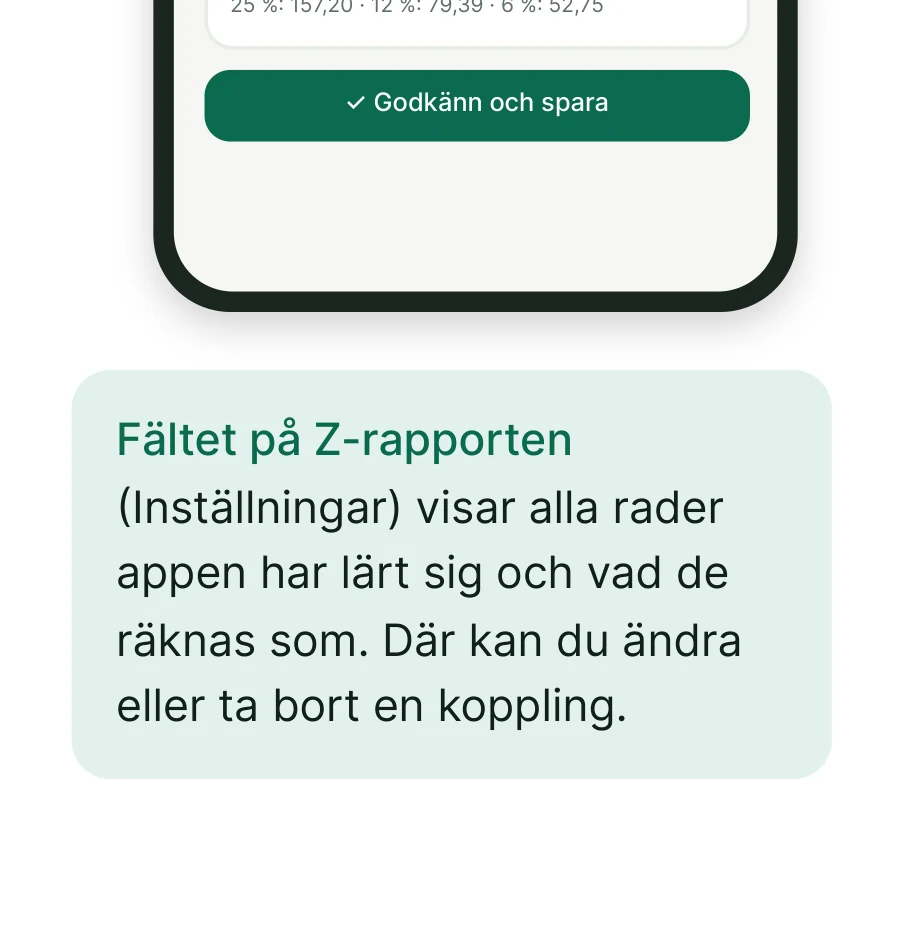 25 %: 157,20 · 12 %: 79,39 · 6 %: 52,75
✓ Godkänn och spara
Fältet på Z-rapporten
(Inställningar) visar alla rader
appen har lärt sig och vad de
räknas som. Där kan du ändra
eller ta bort en koppling.